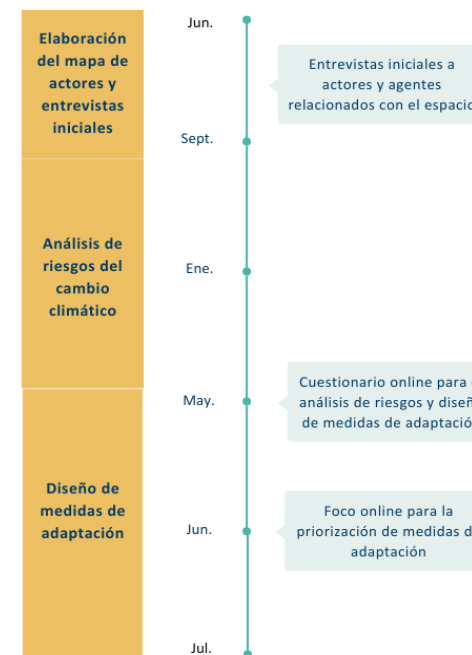 Jun.
Elaboración
del mapa de
actores y
entrevistas
iniciales
Entrevistas iniciales a
actores y agentes
relacionados con el espacio
Sept.
Análisis de
riesgos del
cambio
climático
Ene.
May.
Cuestionario online para
análisis de riesgos y diseñ
de medidas de adaptació
Diseño de
medidas de
adaptación
Jun.
Foco online para la
priorización de medidas d
adaptación
Jul.